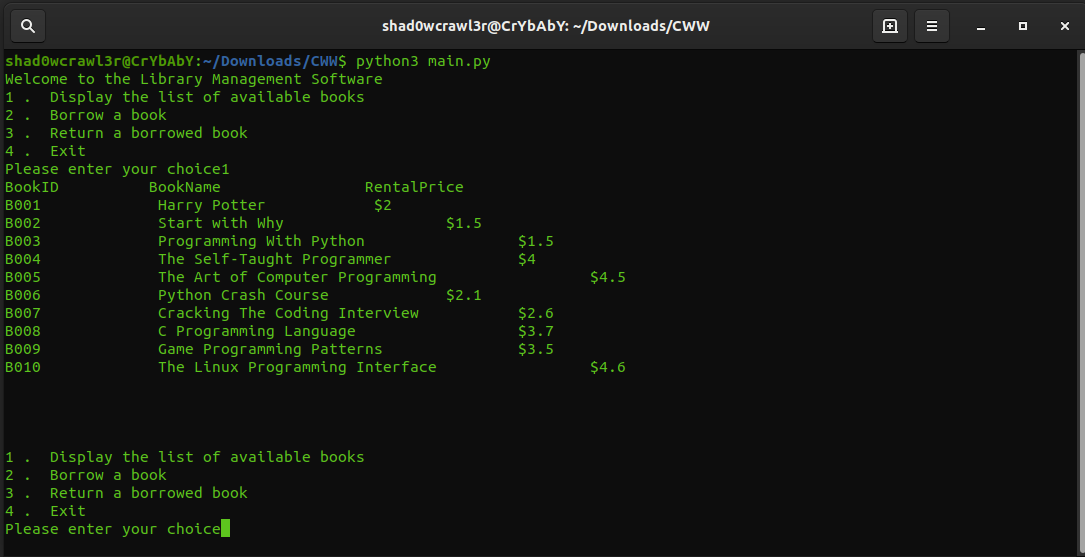 shad0wcrawl3r@CrYbAbY: ~/Downloads/CWW
shad0wcrawl3r@CrYbAbY:~/Downloads/CWW$ python3 main.py
Welcome to the Library Management Software
1 .  Display the list of available books
2 .  Borrow a book
3 .  Return a borrowed book
4 .  Exit
Please enter your choice1
BookID          BookName                RentalPrice
B001             Harry Potter            $2
B002             Start with Why                  $1.5
B003             Programming With Python                 $1.5
B004             The Self-Taught Programmer              $4
B005             The Art of Computer Programming                 $4.5
B006             Python Crash Course             $2.1
B007             Cracking The Coding Interview           $2.6
B008             C Programming Language                  $3.7
B009             Game Programming Patterns               $3.5
B010             The Linux Programming Interface                 $4.6
1 .  Display the list of available books
2 .  Borrow a book
3 .  Return a borrowed book
4 .  Exit
Please enter your choice